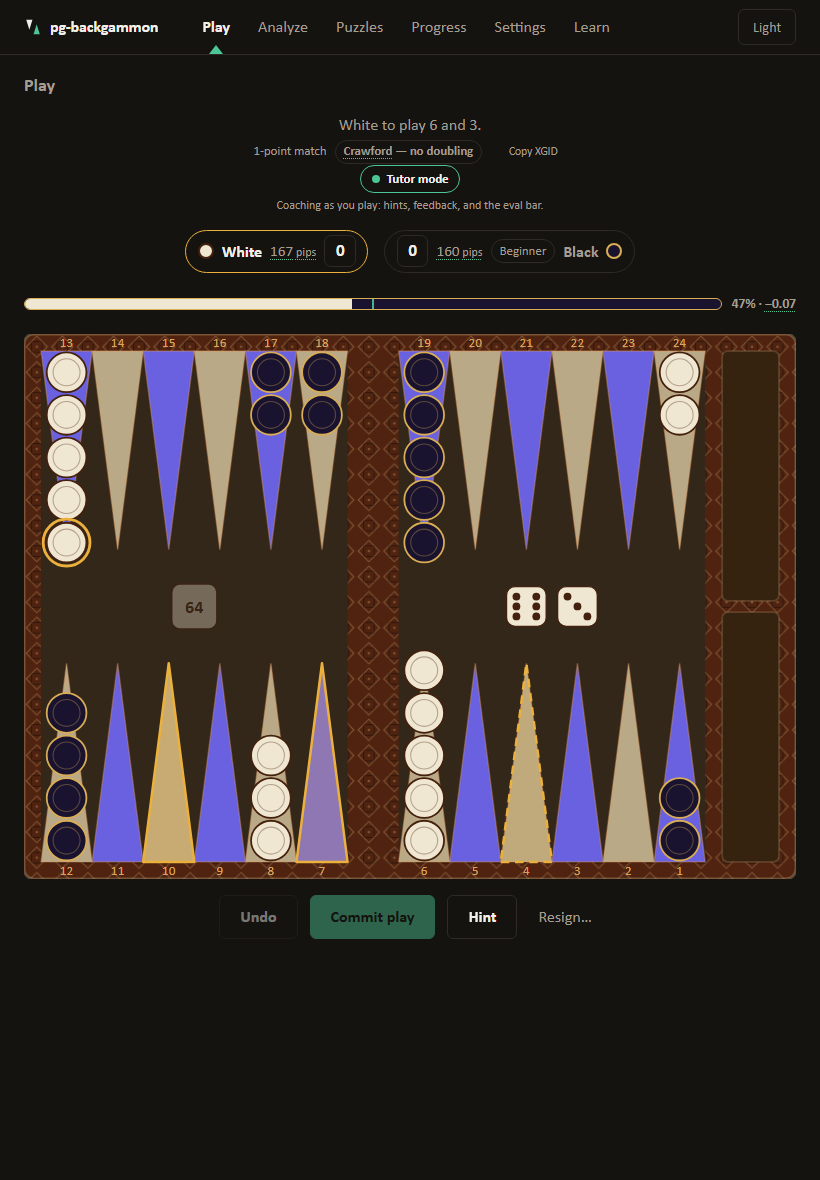 pg-backgammon Play Analyze Puzzles Progress Settings Learn Light
Play
White to play 6 and 3.
1-point match Crawford — no doubling Copy XGID
Tutor mode
Coaching as you play: hints, feedback, and the eval bar.
White 167 pips 0 0 160 pips Beginner Black
47% · −0.07
13 14 15 16 17 18 19 20 21 22 23 24
64
12 11 10 9 8 7 6 5 4 3 2 1
Undo Commit play Hint Resign...